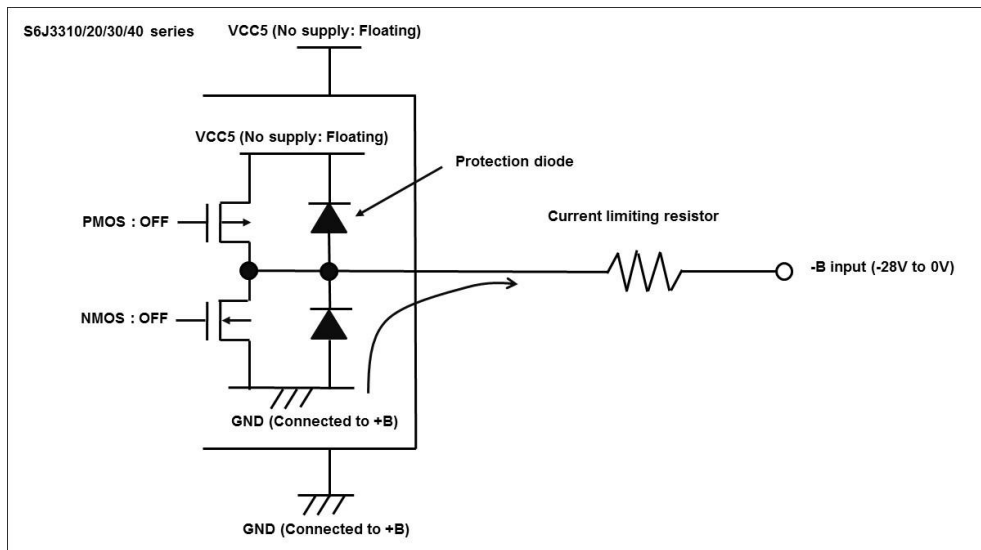 S6J3310/20/30/40 series
VCC5 (No supply: Floating)
VCC5 (No supply: Floating)
Protection diode
PMOS : OFF
Current limiting resistor
-B input (-28V to 0V)
NMOS : OFF
GND (Connected to +B)
GND (Connected to +B)